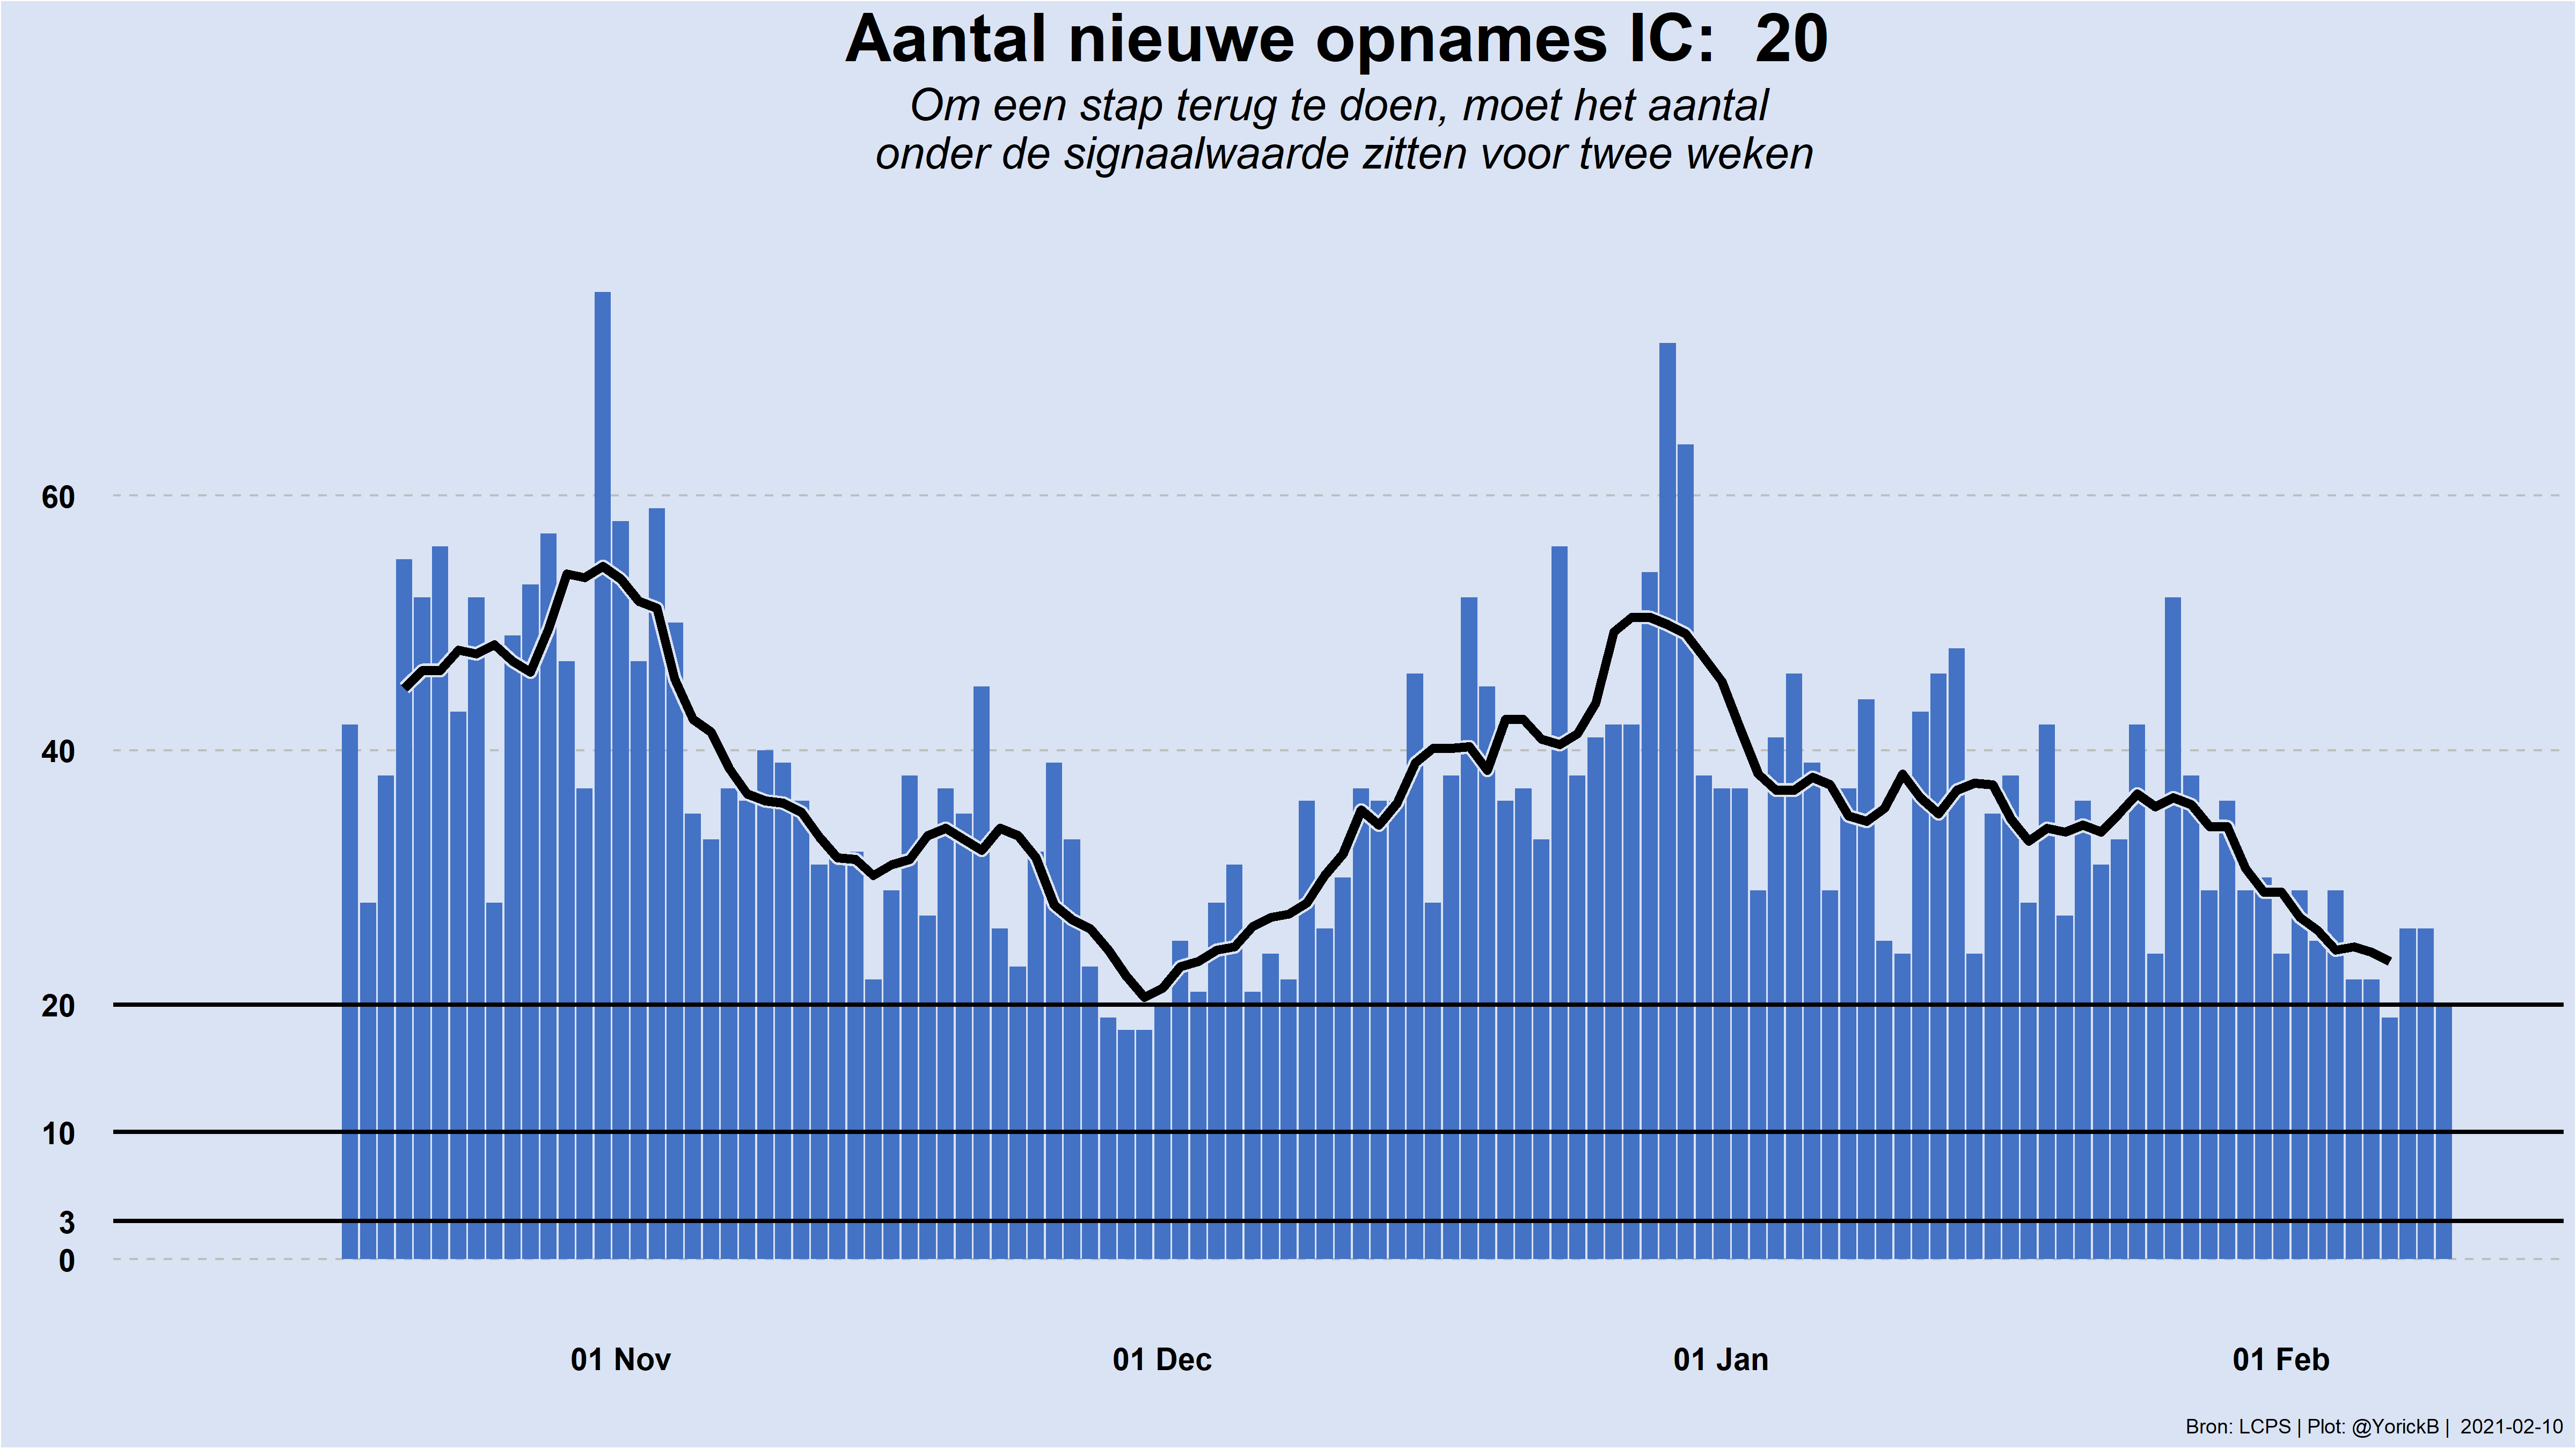 Aantal nieuwe opnames IC:  20
Om een stap terug te doen, moet het aantal
onder de signaalwaarde zitten voor twee weken
60
40
20
10
3
0
01 Nov
01 Dec
01 Jan
01 Feb
Bron: LCPS | Plot: @YorickB |  2021-02-10